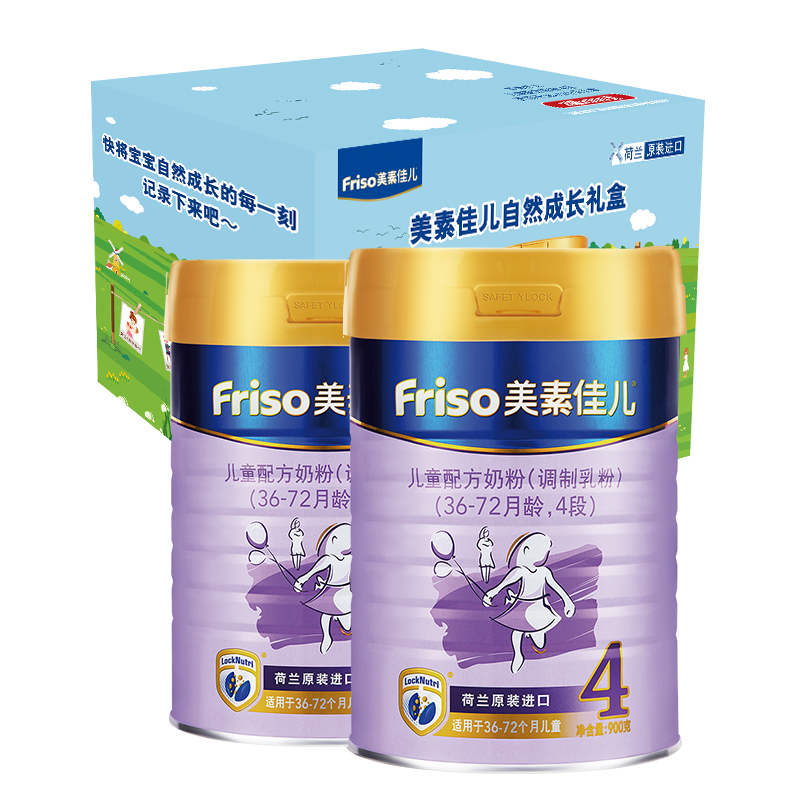 快将宝宝自然成长的每一刻
记录下来吧～
Friso美素佳儿
荷兰 原装进口
美素佳儿自然成长礼盒
SAFETYLOCK
Friso美
儿童配方奶粉(
(36-72月龄
LockNutri
荷兰原装进口
适用于36-72个月儿
SAFETYLOCK
Friso美素佳儿®
儿童配方奶粉(调制乳粉)
(36-72月龄,4段)
LockNutri
荷兰原装进口
适用于36-72个月儿童
4
净含量:900克